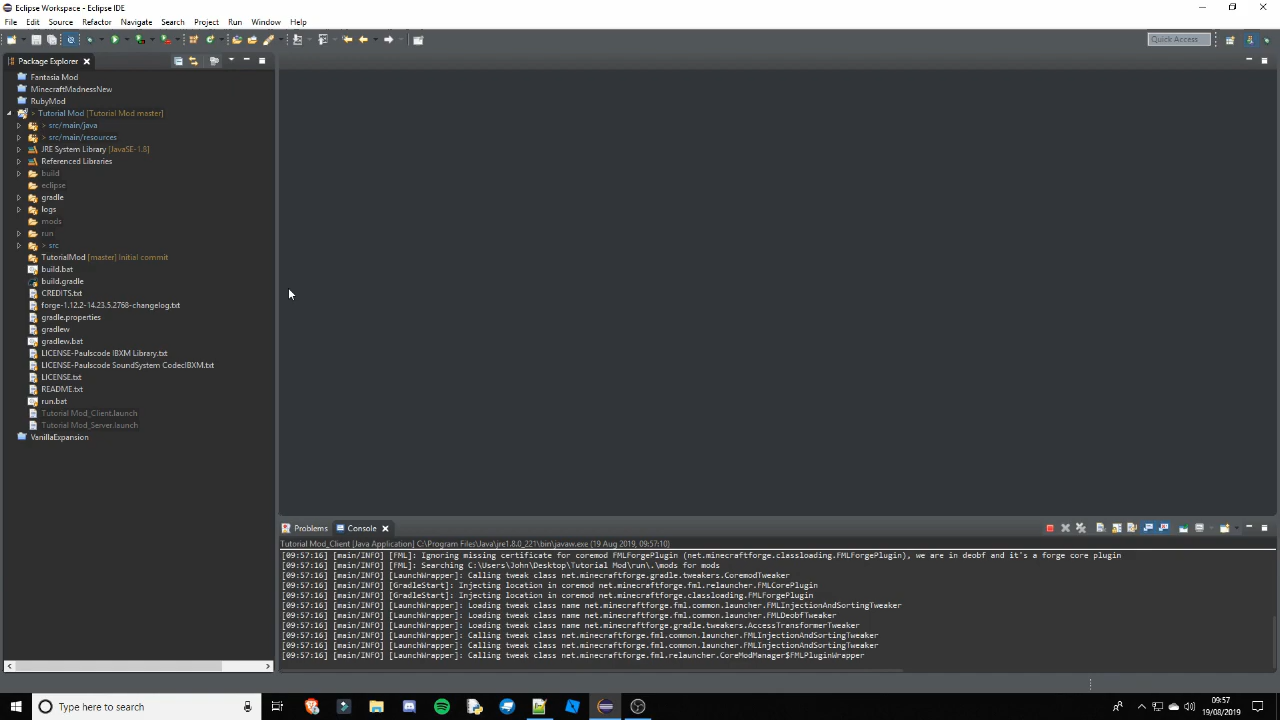 Eclipse Workspace - Eclipse IDE
File Edit Source Refactor Navigate Search Project Run Window Help
Quick Access
Package Explorer
Fantasia Mod
MinecraftMadnessNew
RubyMod
> Tutorial Mod [Tutorial Mod master]
> src/main/java
> src/main/resources
JRE System Library [JavaSE-1.8]
Referenced Libraries
build
eclipse
gradle
logs
mods
run
> src
TutorialMod [master] Initial commit
build.bat
build.gradle
CREDITS.txt
forge-1.12.2-14.23.5.2768-changelog.txt
gradle.properties
gradlew
gradlew.bat
LICENSE-Paulscode IBXM Library.txt
LICENSE-Paulscode SoundSystem CodecIBXM.txt
LICENSE.txt
README.txt
run.bat
Tutorial Mod_Client.launch
Tutorial Mod_Server.launch
VanillaExpansion
Problems Console
Tutorial Mod_Client [Java Application] C:\Program Files\Java\jre1.8.0_221\bin\javaw.exe (19 Aug 2019, 09:57:10)
[09:57:16] [main/INFO] [FML]: Ignoring missing certificate for coremod FMLForgePlugin (net.minecraftforge.classloading.FMLForgePlugin), we are in deobf and it's a forge core plugin
[09:57:16] [main/INFO] [FML]: Searching C:\Users\John\Desktop\Tutorial Mod\run\.\mods for mods
[09:57:16] [main/INFO] [LaunchWrapper]: Calling tweak class net.minecraftforge.gradle.tweakers.CoremodTweaker
[09:57:16] [main/INFO] [GradleStart]: Injecting location in coremod net.minecraftforge.fml.relauncher.FMLCorePlugin
[09:57:16] [main/INFO] [GradleStart]: Injecting location in coremod net.minecraftforge.classloading.FMLForgePlugin
[09:57:16] [main/INFO] [LaunchWrapper]: Loading tweak class name net.minecraftforge.fml.common.launcher.FMLInjectionAndSortingTweaker
[09:57:16] [main/INFO] [LaunchWrapper]: Loading tweak class name net.minecraftforge.fml.common.launcher.FMLDeobfTweaker
[09:57:16] [main/INFO] [LaunchWrapper]: Loading tweak class name net.minecraftforge.gradle.tweakers.AccessTransformerTweaker
[09:57:16] [main/INFO] [LaunchWrapper]: Calling tweak class net.minecraftforge.fml.common.launcher.FMLInjectionAndSortingTweaker
[09:57:16] [main/INFO] [LaunchWrapper]: Calling tweak class net.minecraftforge.fml.common.launcher.FMLInjectionAndSortingTweaker
[09:57:16] [main/INFO] [LaunchWrapper]: Calling tweak class net.minecraftforge.fml.relauncher.CoreModManager$FMLPluginWrapper
Type here to search
09:57
19/08/2019